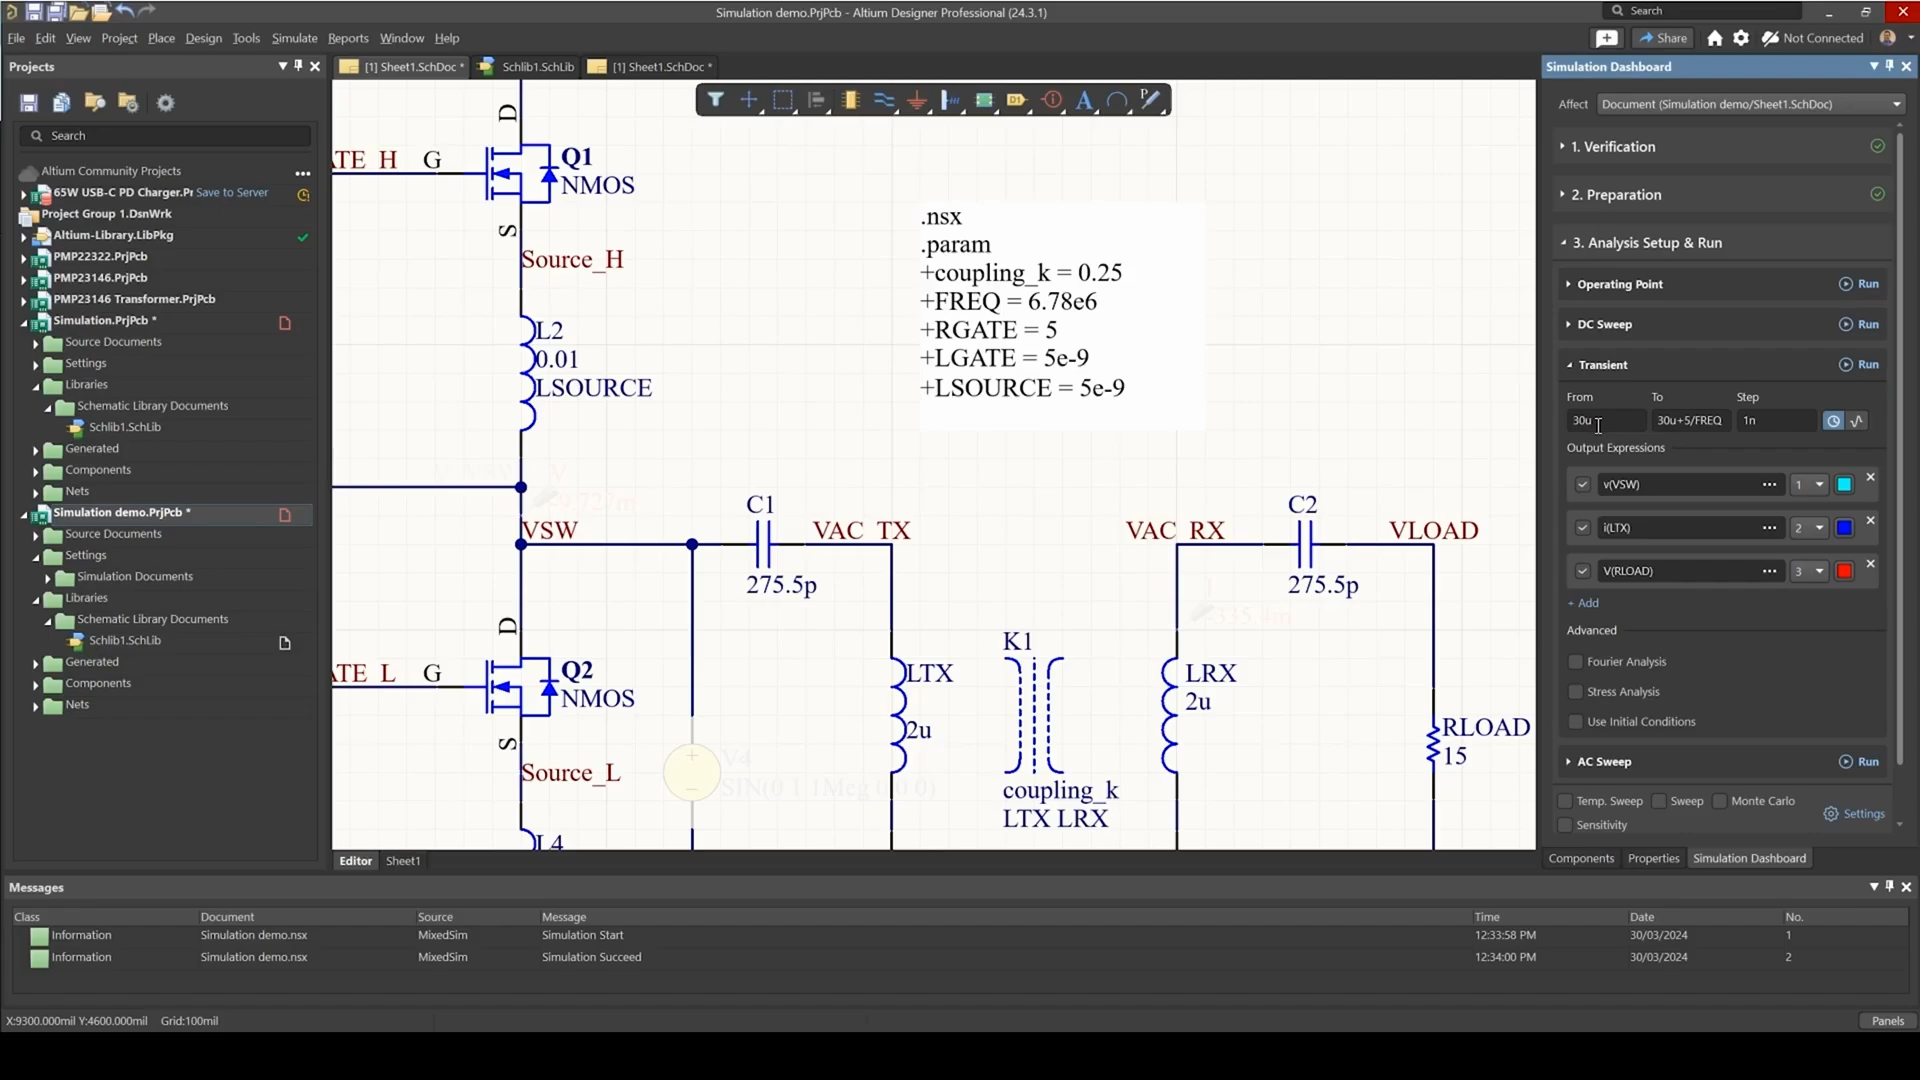 Simulation demo.PrjPcb - Altium Designer Professional (24.3.1)
Search
File Edit View Project Place Design Tools Simulate Reports Window Help
Share
Not Connected
Projects
[1] Sheet1.SchDoc *
Schlib1.SchLib
[1] Sheet1.SchDoc *
Search
Altium Community Projects
65W USB-C PD Charger.Pr Save to Server
Project Group 1.DsnWrk
Altium-Library.LibPkg
PMP22322.PrjPcb
PMP23146.PrjPcb
PMP23146 Transformer.PrjPcb
Simulation.PrjPcb *
Source Documents
Settings
Libraries
Schematic Library Documents
Schlib1.SchLib
Generated
Components
Nets
Simulation demo.PrjPcb *
Source Documents
Settings
Simulation Documents
Libraries
Schematic Library Documents
Schlib1.SchLib
Generated
Components
Nets
D
ATE_H G
Q1
NMOS
S
Source_H
L2
0.01
LSOURCE
VSW
D
ATE_L G
Q2
NMOS
S
Source_L
L4
V4
SIN(0 1 1Meg 0 0 0)
.nsx
.param
+coupling_k = 0.25
+FREQ = 6.78e6
+RGATE = 5
+LGATE = 5e-9
+LSOURCE = 5e-9
C1
275.5p
VAC_TX
LTX
2u
K1
coupling_k
LTX LRX
VAC_RX
LRX
2u
C2
275.5p
VLOAD
RLOAD
15
Editor Sheet1
Simulation Dashboard
Affect Document (Simulation demo/Sheet1.SchDoc)
1. Verification
2. Preparation
3. Analysis Setup & Run
Operating Point Run
DC Sweep Run
Transient Run
From To Step
30u 30u+5/FREQ 1n
Output Expressions
v(VSW) 1
i(LTX) 2
V(RLOAD) 3
+ Add
Advanced
Fourier Analysis
Stress Analysis
Use Initial Conditions
AC Sweep Run
Temp. Sweep Sweep Monte Carlo
Sensitivity
Settings
Components Properties Simulation Dashboard
Messages
Class Document Source Message Time Date No.
Information Simulation demo.nsx MixedSim Simulation Start 12:33:58 PM 30/03/2024 1
Information Simulation demo.nsx MixedSim Simulation Succeed 12:34:00 PM 30/03/2024 2
X:9300.000mil Y:4600.000mil Grid:100mil
Panels